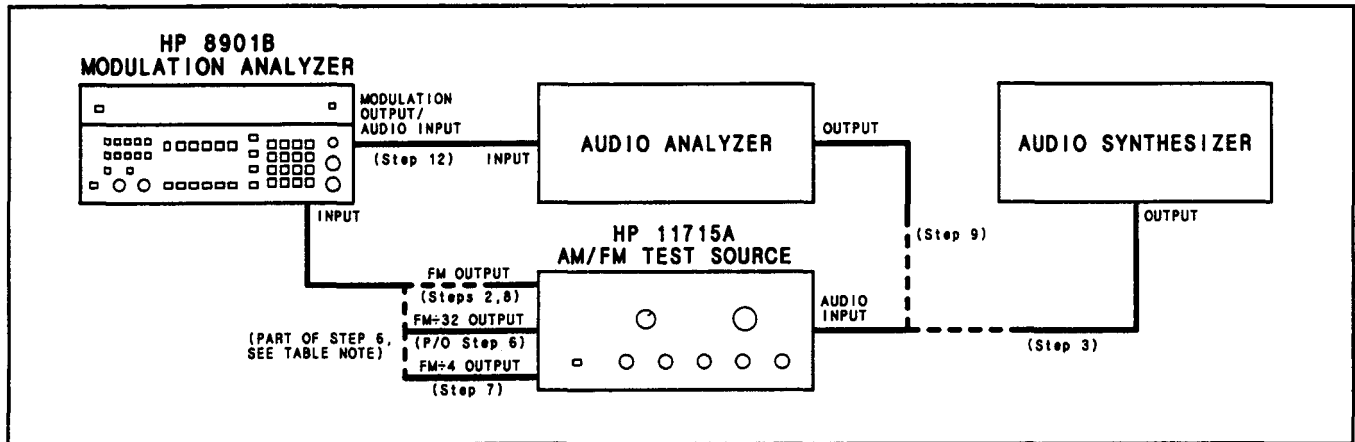 HP 8901B
MODULATION ANALYZER
MODULATION
OUTPUT/
AUDIO INPUT
(Step 12)
INPUT
AUDIO ANALYZER
OUTPUT
AUDIO SYNTHESIZER
OUTPUT
INPUT
(Step 9)
HP 11715A
AM/FM TEST SOURCE
FM OUTPUT
(Steps 2,8)
FM÷32 OUTPUT
(P/O Step 6)
(PART OF STEP 6,
SEE TABLE NOTE)
FM÷4 OUTPUT
(Step 7)
AUDIO
INPUT
(Step 3)